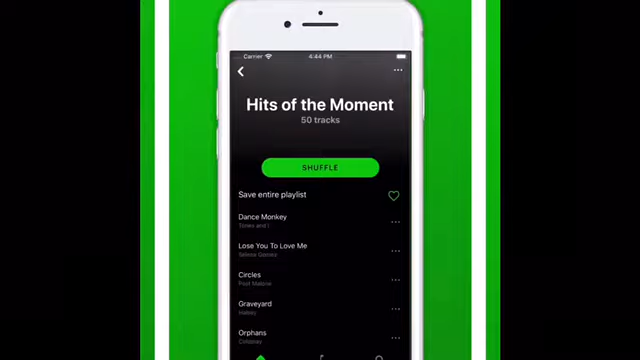 Carrier 4:44 PM
Hits of the Moment
50 tracks
SHUFFLE
Save entire playlist
Dance Monkey
Tones and I
Lose You To Love Me
Selena Gomez
Circles
Post Malone
Graveyard
Halsey
Orphans
Coldplay